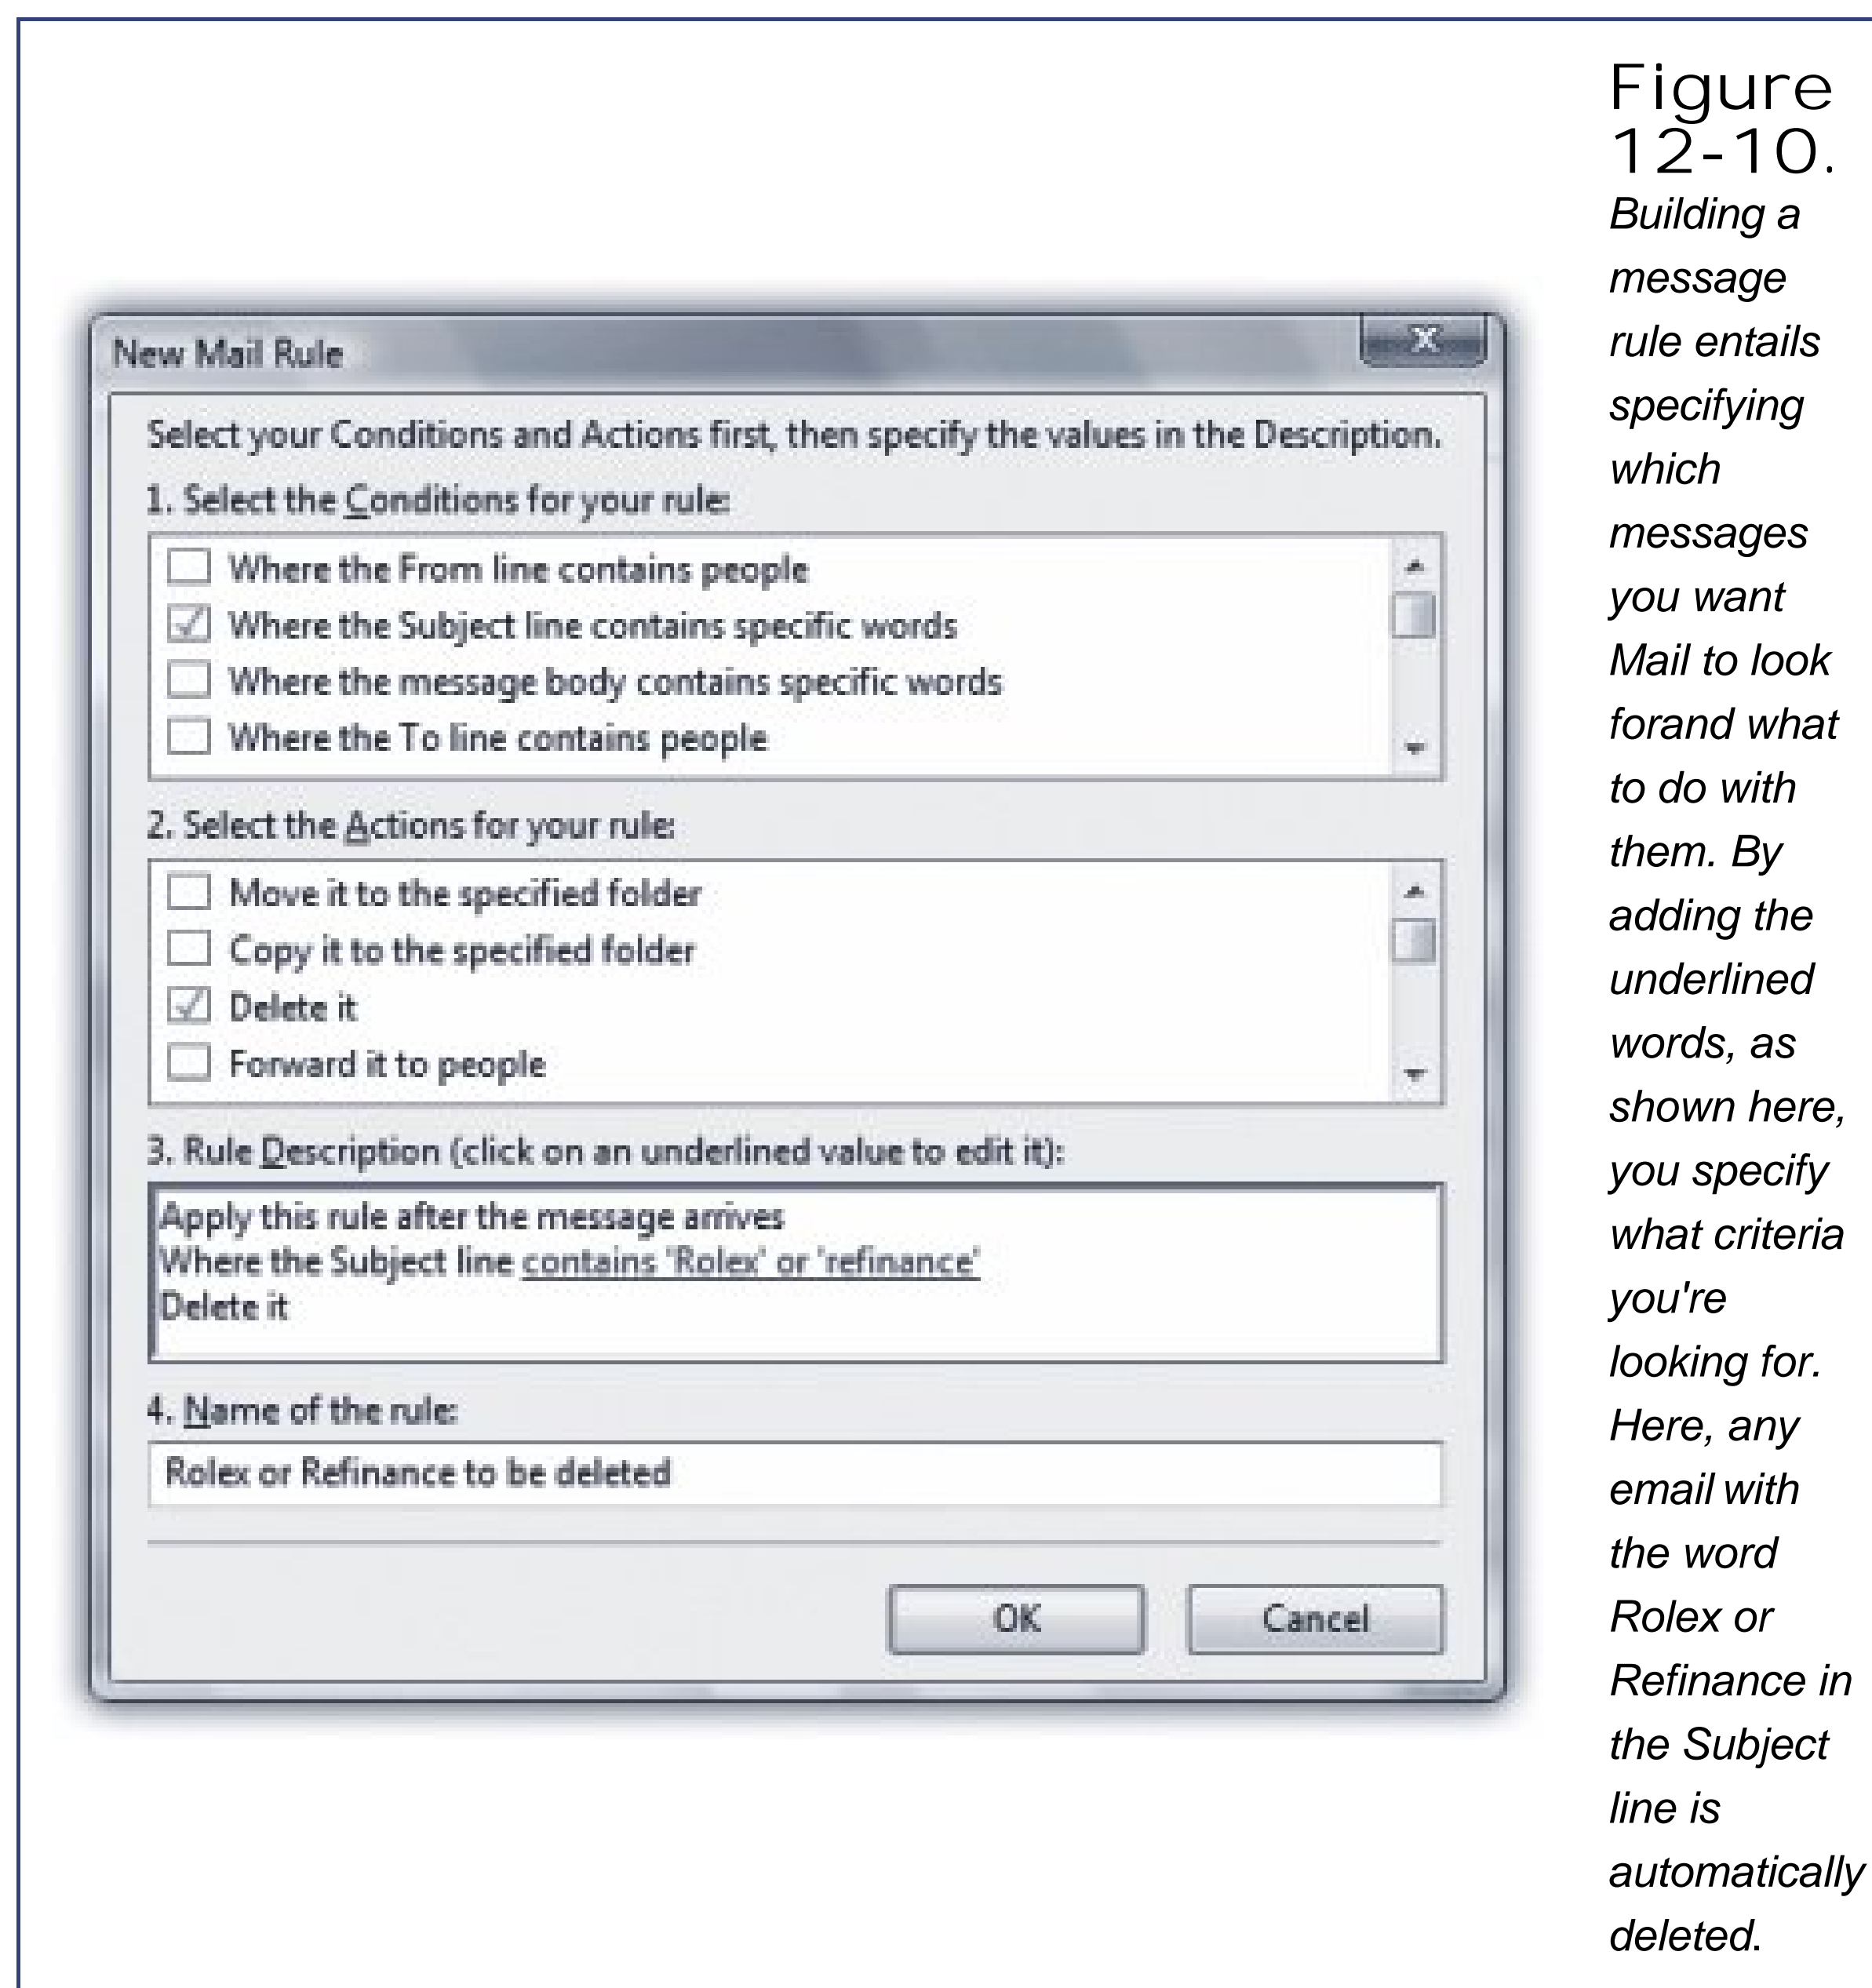 Figure
12-10.
Building a
message
rule entails
specifying
which
messages
you want
Mail to look
forand what
to do with
them. By
adding the
underlined
words, as
shown here,
you specify
what criteria
you're
looking for.
Here, any
email with
the word
Rolex or
Refinance in
the Subject
line is
automatically
deleted.
New Mail Rule
X
Select your Conditions and Actions first, then specify the values in the Description.
1. Select the Conditions for your rule:
Where the From line contains people
Where the Subject line contains specific words
Where the message body contains specific words
Where the To line contains people
2. Select the Actions for your rule:
Move it to the specified folder
Copy it to the specified folder
Delete it
Forward it to people
3. Rule Description (click on an underlined value to edit it):
Apply this rule after the message arrives
Where the Subject line contains 'Rolex' or 'refinance'
Delete it
4. Name of the rule:
Rolex or Refinance to be deleted
OK
Cancel